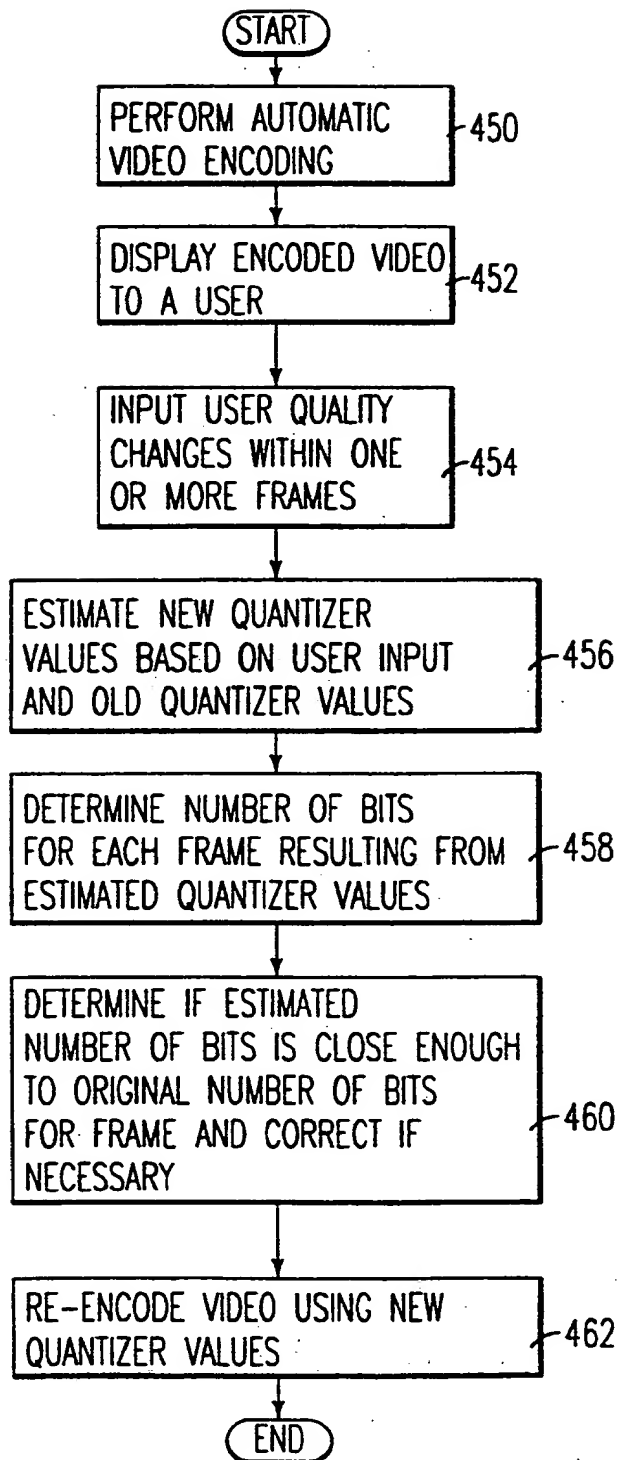 START
PERFORM AUTOMATIC
VIDEO ENCODING
450
DISPLAY ENCODED VIDEO
TO A USER
452
INPUT USER QUALITY
CHANGES WITHIN ONE
OR MORE FRAMES
454
ESTIMATE NEW QUANTIZER
VALUES BASED ON USER INPUT
AND OLD QUANTIZER VALUES
456
DETERMINE NUMBER OF BITS
FOR EACH FRAME RESULTING FROM
ESTIMATED QUANTIZER VALUES
458
DETERMINE IF ESTIMATED
NUMBER OF BITS IS CLOSE ENOUGH
TO ORIGINAL NUMBER OF BITS
FOR FRAME AND CORRECT IF
NECESSARY
460
RE-ENCODE VIDEO USING NEW
QUANTIZER VALUES
462
END